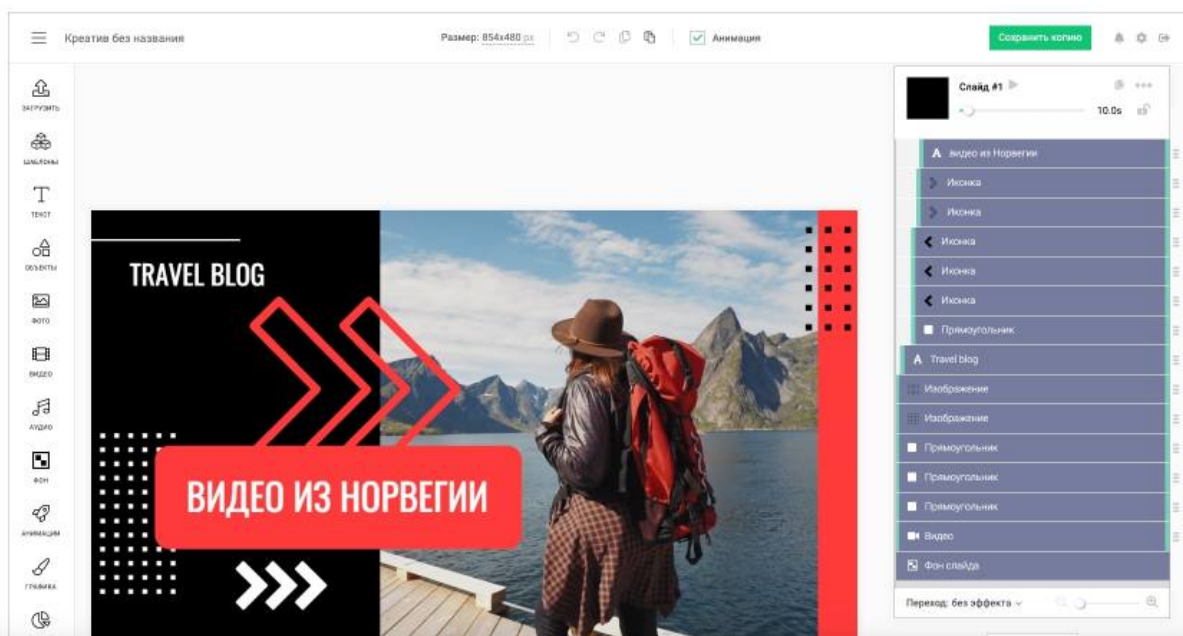 Креатив без названия
Размер: 854x480 px
Анимация
Сохранить копию
ЗАГРУЗИТЬ
ШАБЛОНЫ
ТЕКСТ
ОБЪЕКТЫ
ФОТО
ВИДЕО
АУДИО
ФОН
АНИМАЦИИ
ГРАФИКА
TRAVEL BLOG
ВИДЕО ИЗ НОРВЕГИИ
Слайд #1
10.0s
A видео из Норвегии
Иконка
Иконка
Иконка
Иконка
Иконка
Прямоугольник
A Travel blog
Изображение
Изображение
Прямоугольник
Прямоугольник
Прямоугольник
Видео
Фон слайда
Переход: без эффекта